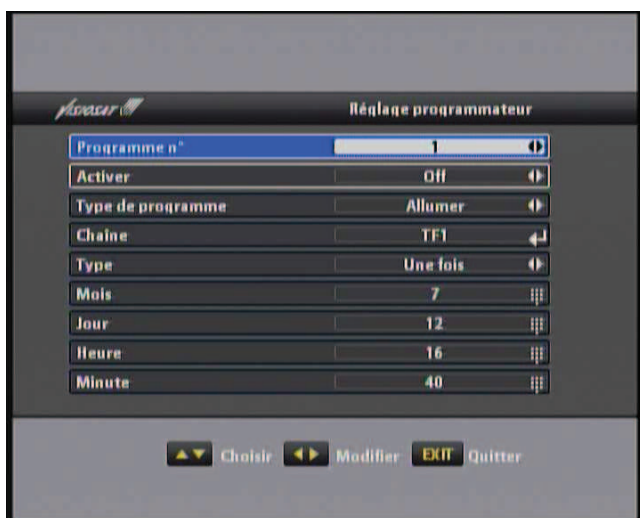 VISIOSAT Réglage programmateur
Programme n° 1
Activer Off
Type de programme Allumer
Chaîne TF1
Type Une fois
Mois 7
Jour 12
Heure 16
Minute 40
Choisir Modifier EXIT Quitter